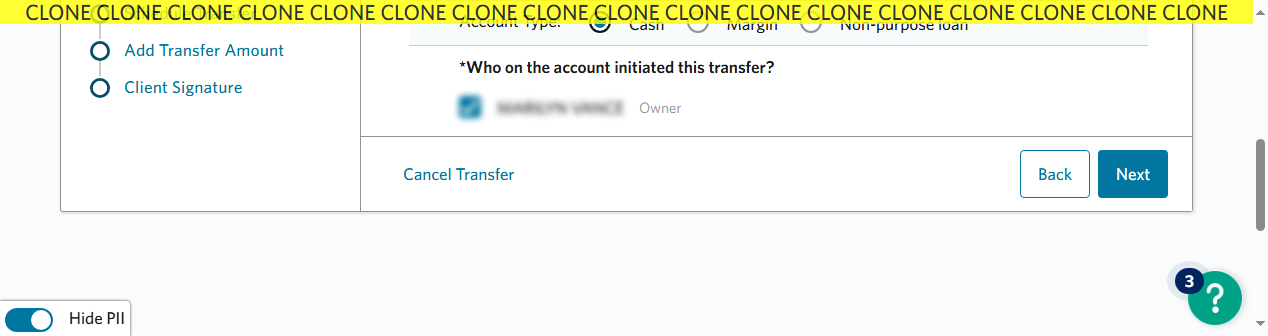 CLONE CLONE CLONE CLONE CLONE CLONE CLONE CLONE CLONE CLONE CLONE CLONE CLONE CLONE CLONE CLONE CLONE
Account Type: Cash Margin Non-purpose loan
Add Transfer Amount
Client Signature
*Who on the account initiated this transfer?
Owner
Cancel Transfer
Back
Next
3
?
Hide PII